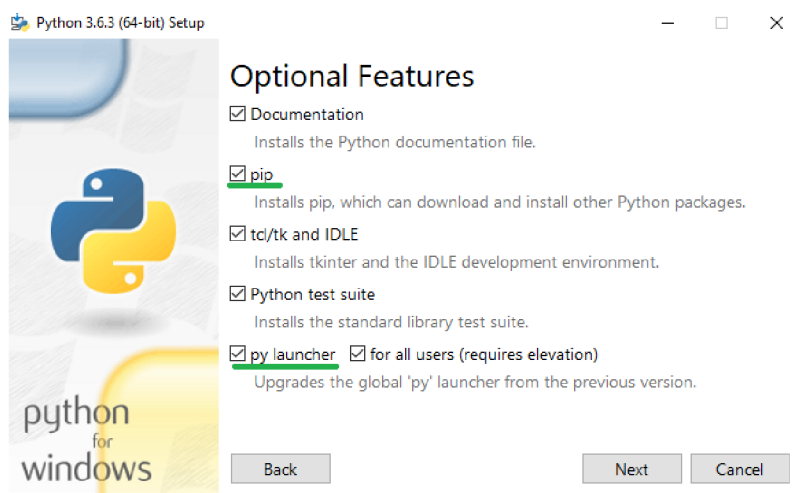 Python 3.6.3 (64-bit) Setup
Optional Features
Documentation
Installs the Python documentation file.
pip
Installs pip, which can download and install other Python packages.
tcl/tk and IDLE
Installs tkinter and the IDLE development environment.
Python test suite
Installs the standard library test suite.
py launcher for all users (requires elevation)
Upgrades the global 'py' launcher from the previous version.
python
for
windows
Back Next Cancel